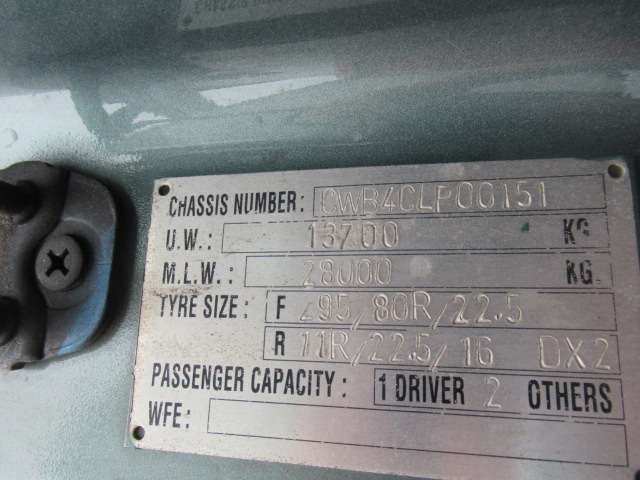 CHASSIS NUMBER: CWB4CLP00151
U.W.: 13700 KG
M.L.W.: 28000 KG
TYRE SIZE: F 295/80R/22.5
R 11R/22.5/16 DX2
PASSENGER CAPACITY: 1 DRIVER 2 OTHERS
WFE: